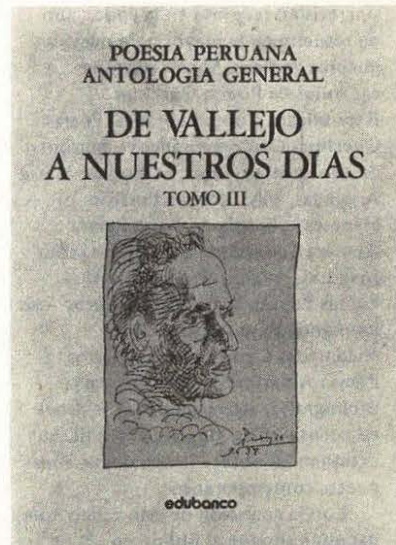 POESIA PERUANA
ANTOLOGIA GENERAL
DE VALLEJO
A NUESTROS DIAS
TOMO III
edubanco